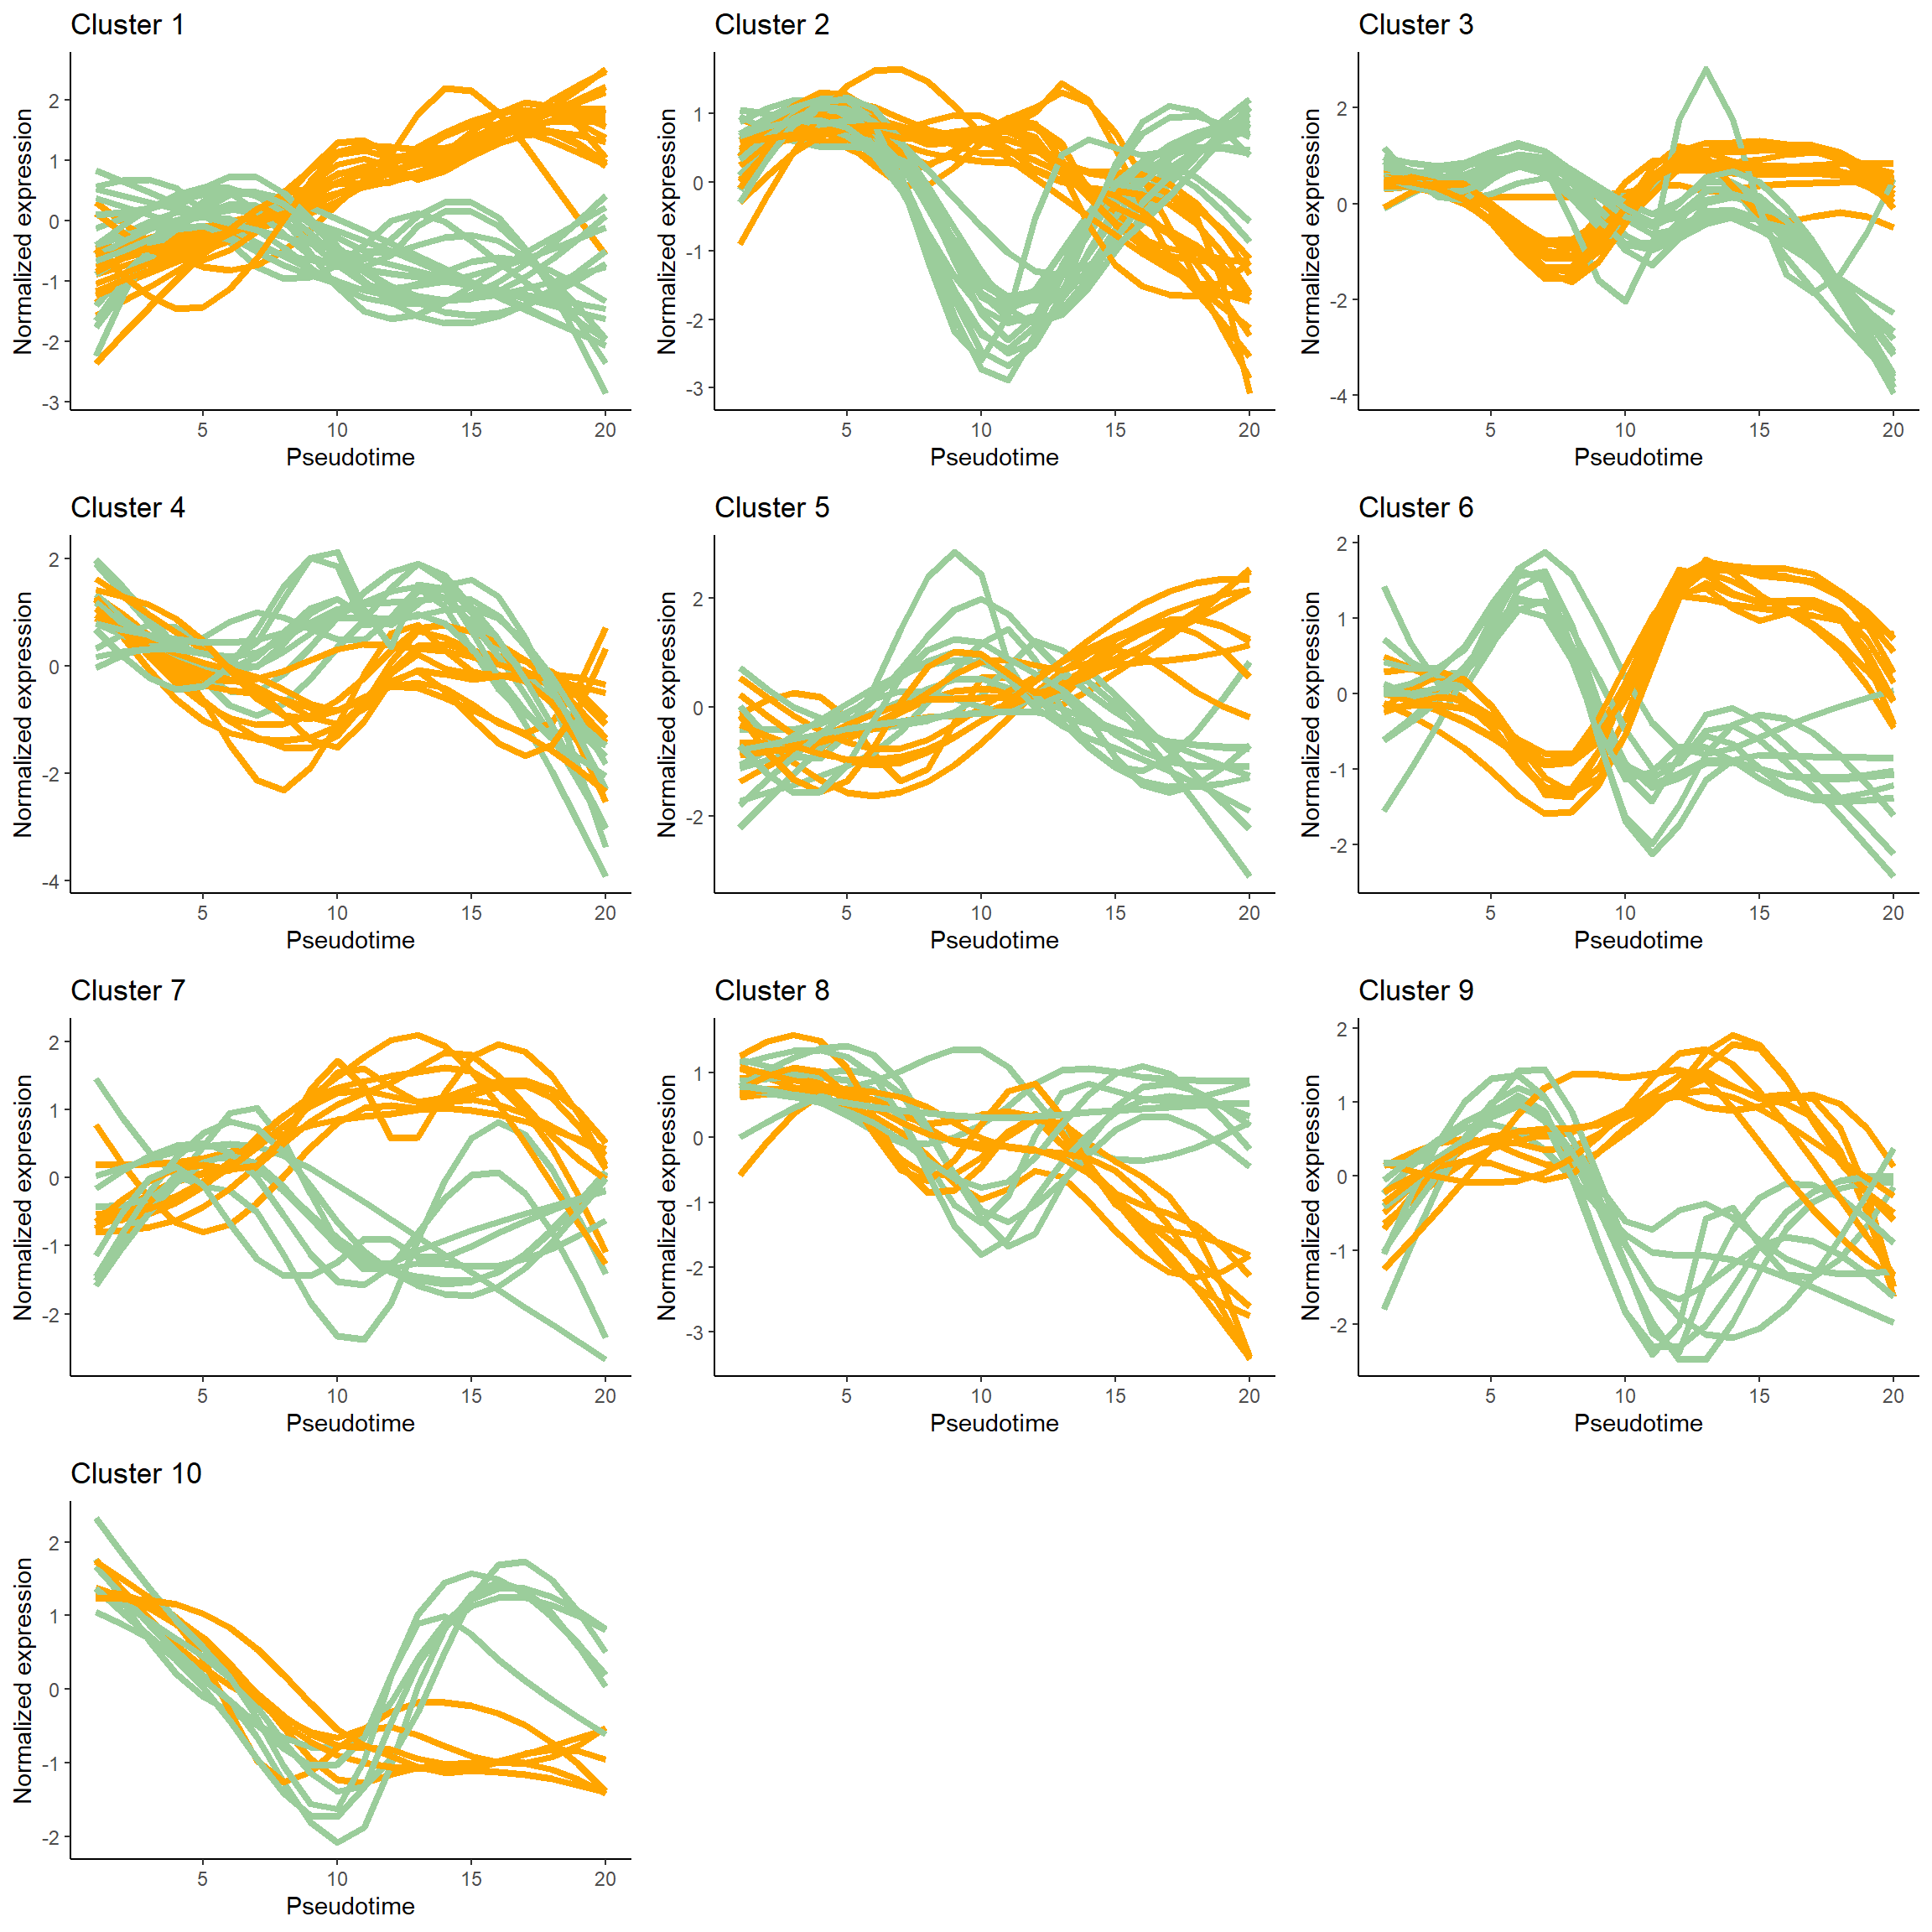 Cluster 1
Cluster 2
Cluster 3
Normalized expression
2
1
0
-1
-2
-3
5
10
15
20
Pseudotime
Normalized expression
1
0
-1
-2
-3
5
10
15
20
Pseudotime
Normalized expression
2
0
-2
-4
5
10
15
20
Pseudotime
Cluster 4
Cluster 5
Cluster 6
Normalized expression
2
0
-2
-4
5
10
15
20
Pseudotime
Normalized expression
2
0
-2
5
10
15
20
Pseudotime
Normalized expression
2
1
0
-1
-2
5
10
15
20
Pseudotime
Cluster 7
Cluster 8
Cluster 9
Normalized expression
2
1
0
-1
-2
5
10
15
20
Pseudotime
Normalized expression
1
0
-1
-2
-3
5
10
15
20
Pseudotime
Normalized expression
2
1
0
-1
-2
5
10
15
20
Pseudotime
Cluster 10
Normalized expression
2
1
0
-1
-2
5
10
15
20
Pseudotime